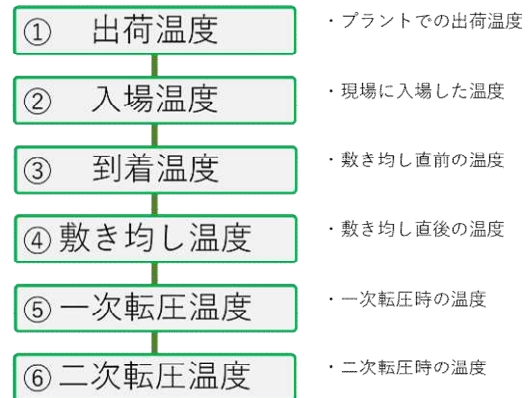 ① 出荷温度 ・プラントでの出荷温度
② 入場温度 ・現場に入場した温度
③ 到着温度 ・敷き均し直前の温度
④ 敷き均し温度 ・敷き均し直後の温度
⑤ 一次転圧温度 ・一次転圧時の温度
⑥ 二次転圧温度 ・二次転圧時の温度